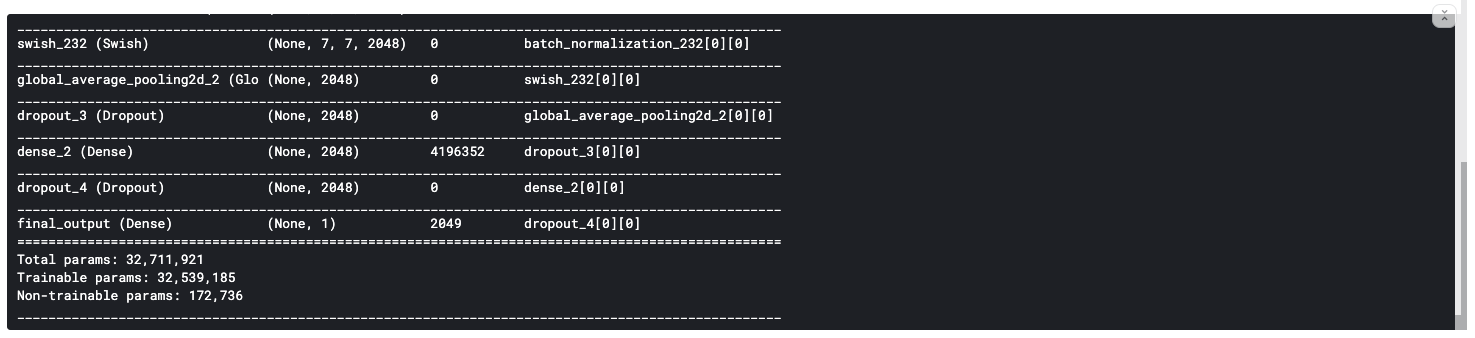 swish_232 (Swish) (None, 7, 7, 2048) 0 batch_normalization_232[0][0]
global_average_pooling2d_2 (Glo (None, 2048) 0 swish_232[0][0]
dropout_3 (Dropout) (None, 2048) 0 global_average_pooling2d_2[0][0]
dense_2 (Dense) (None, 2048) 4196352 dropout_3[0][0]
dropout_4 (Dropout) (None, 2048) 0 dense_2[0][0]
final_output (Dense) (None, 1) 2049 dropout_4[0][0]
Total params: 32,711,921
Trainable params: 32,539,185
Non-trainable params: 172,736